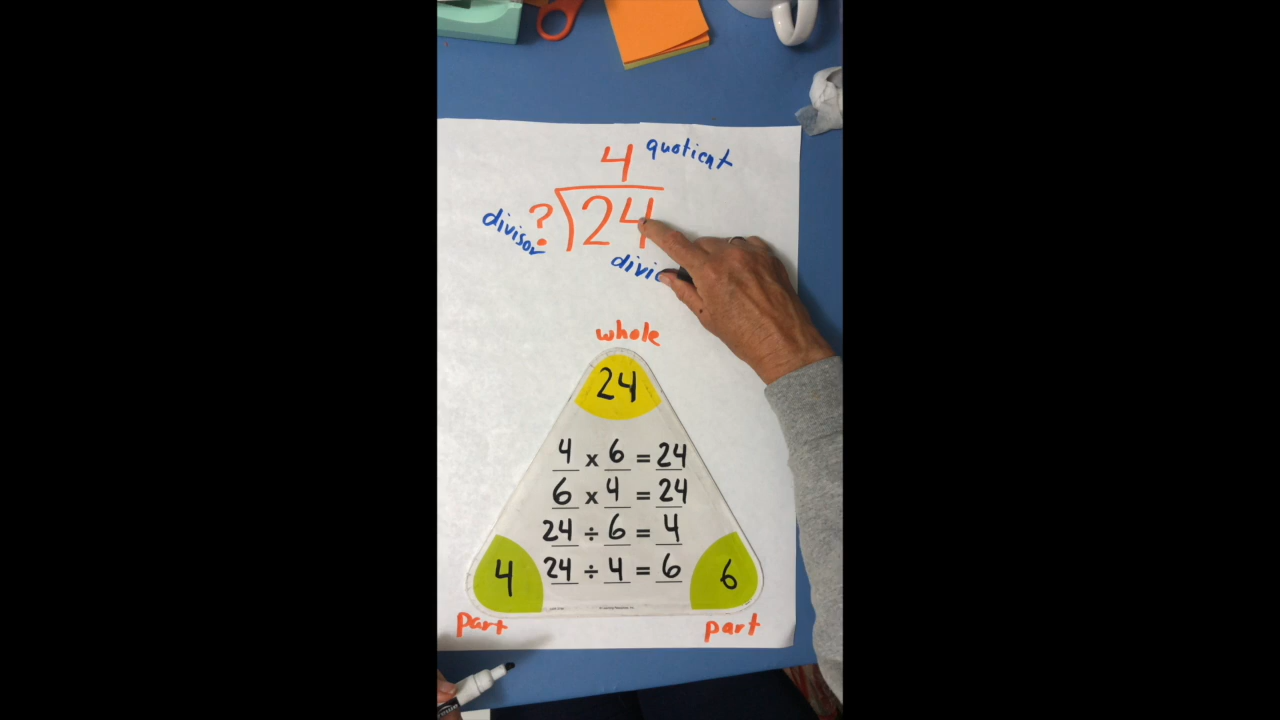 4 quotient
divisor ? 24
whole
24
4 x 6 = 24
6 x 4 = 24
24 ÷ 6 = 4
24 ÷ 4 = 6
4
6
part
part